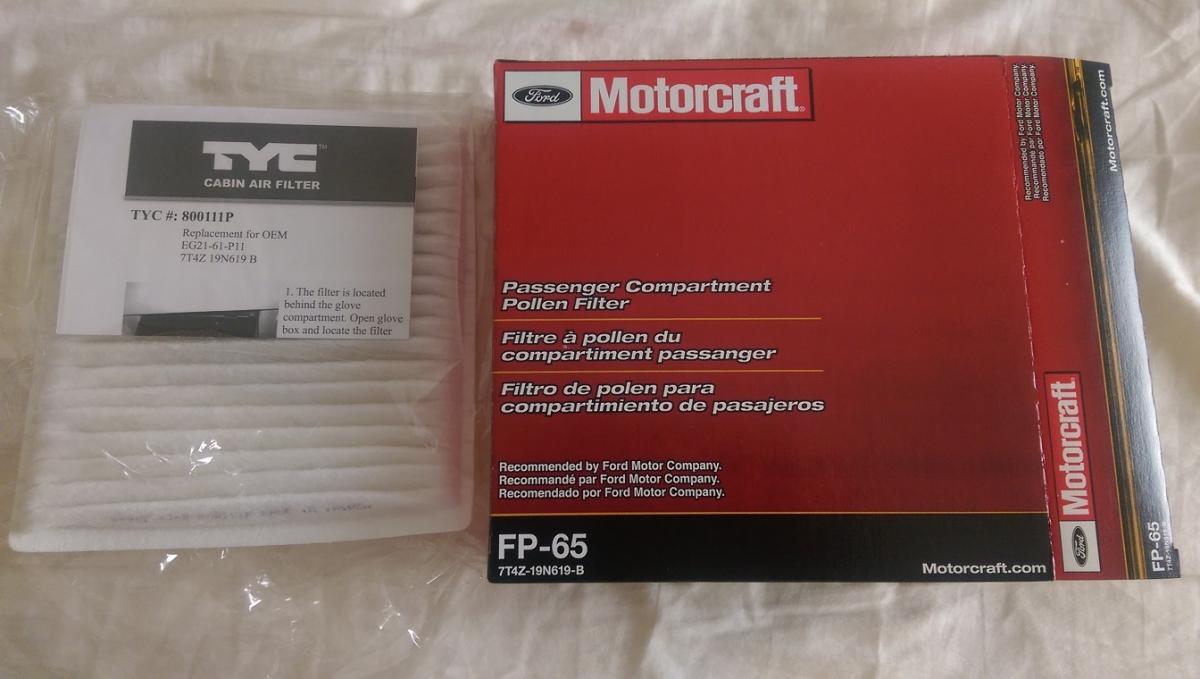 TYC™
CABIN AIR FILTER
TYC #: 800111P
Replacement for OEM
EG21-61-P11
7T4Z 19N619 B
1. The filter is located
behind the glove
compartment. Open glove
box and locate the filter
Ford
Motorcraft®
Passenger Compartment
Pollen Filter
Filtre à pollen du
compartiment passanger
Filtro de polen para
compartimiento de pasajeros
Recommended by Ford Motor Company.
Recommandé par Ford Motor Company.
Recomendado por Ford Motor Company.
FP-65
7T4Z-19N619-B
Motorcraft.com
Recommended by Ford Motor Company.
Recommandé par Ford Motor Company.
Recomendado por Ford Motor Company.
Ford
Motorcraft®
Motorcraft.com
FP-65
7T4Z-19N619-B